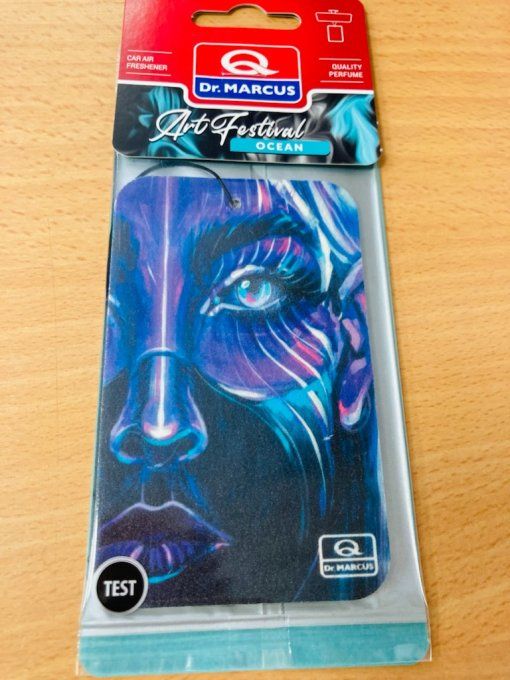 CAR AIR
FRESHENER
QUALITY
PERFUME
Dr. MARCUS
Art Festival
OCEAN
Dr. MARCUS
TEST